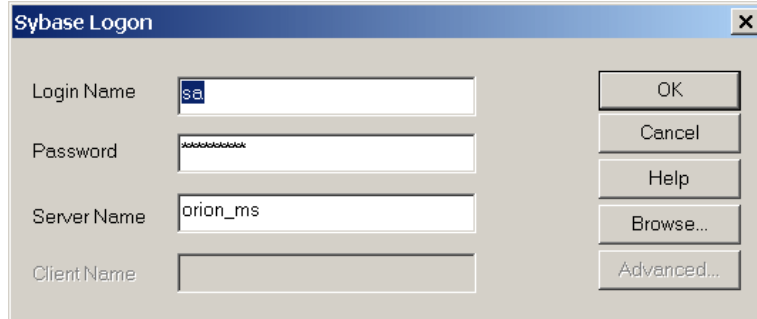 Sybase Logon
Login Name sa OK
Cancel
Password **********
Help
Server Name orion_ms Browse...
Client Name Advanced...